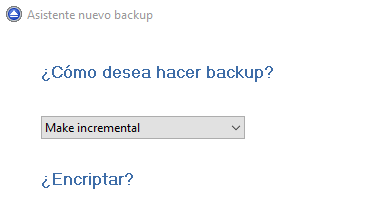 Asistente nuevo backup
¿Cómo desea hacer backup?
Make incremental
¿Encriptar?